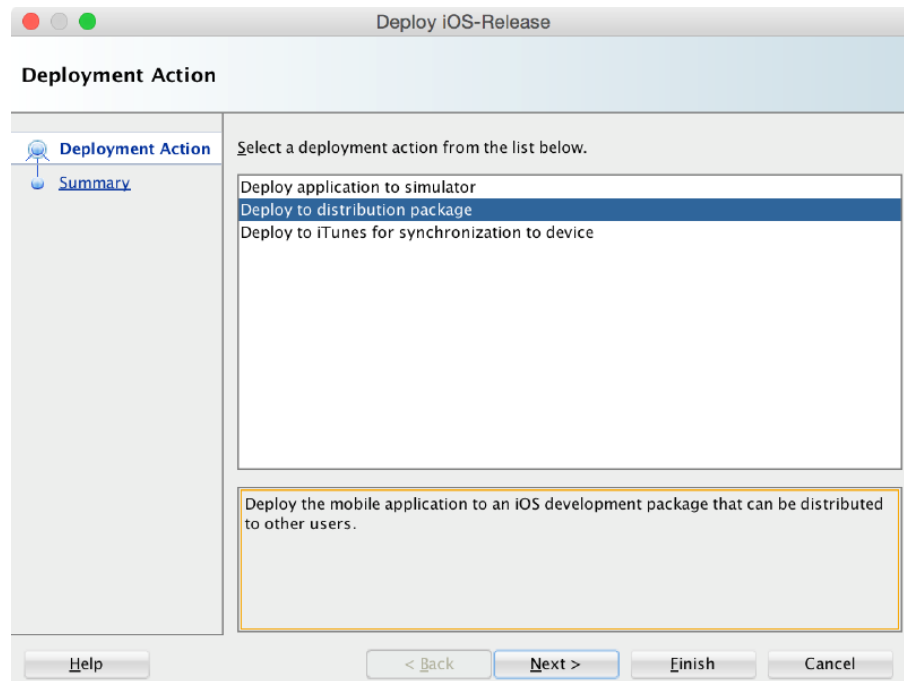 Deploy iOS-Release
Deployment Action
Deployment Action
Summary
Select a deployment action from the list below.
Deploy application to simulator
Deploy to distribution package
Deploy to iTunes for synchronization to device
Deploy the mobile application to an iOS development package that can be distributed
to other users.
Help
< Back
Next >
Finish
Cancel